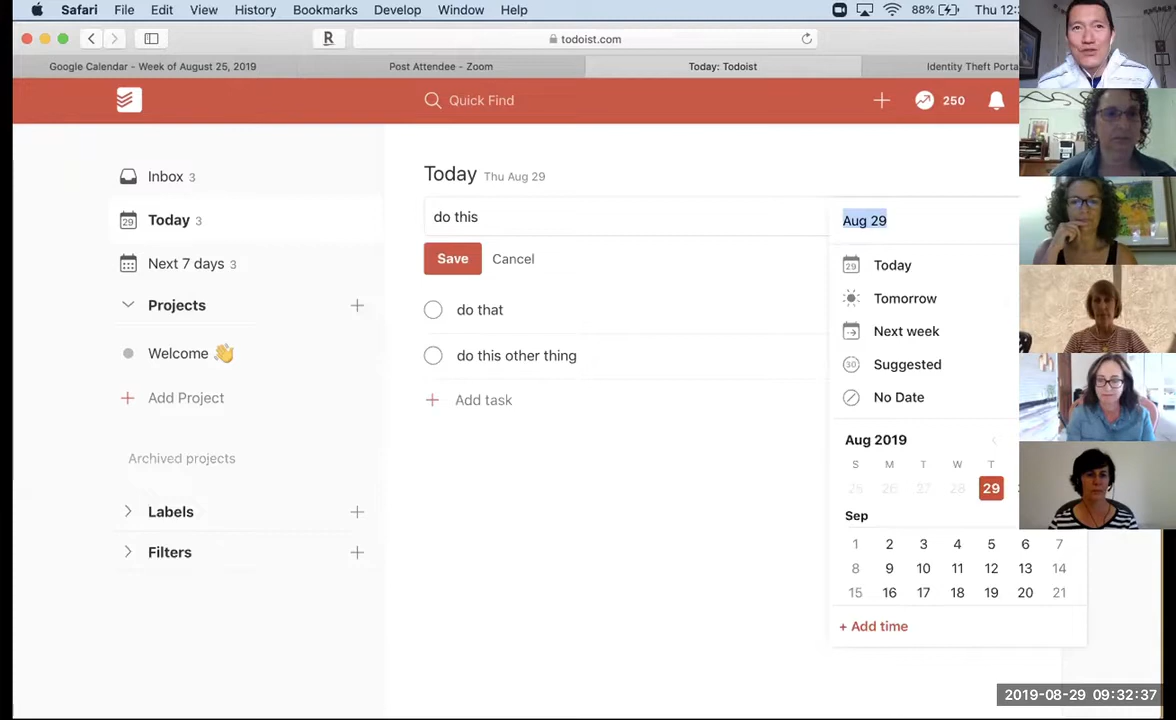 Safari File Edit View History Bookmarks Develop Window Help 88% Thu 12:
R todoist.com
Google Calendar - Week of August 25, 2019 Post Attendee - Zoom Today: Todoist Identity Theft Porta
Quick Find 250
Today Thu Aug 29
Inbox 3
do this
Aug 29
29 Today 3
Save Cancel
Next 7 days 3
29 Today
Tomorrow
Projects
do that
Next week
Welcome 👋
do this other thing
30 Suggested
Add Project
Add task
No Date
Archived projects
Aug 2019
S M T W T
25 26 27 28 29
Labels
Sep
Filters
1 2 3 4 5 6 7
8 9 10 11 12 13 14
15 16 17 18 19 20 21
+ Add time
2019-08-29 09:32:37